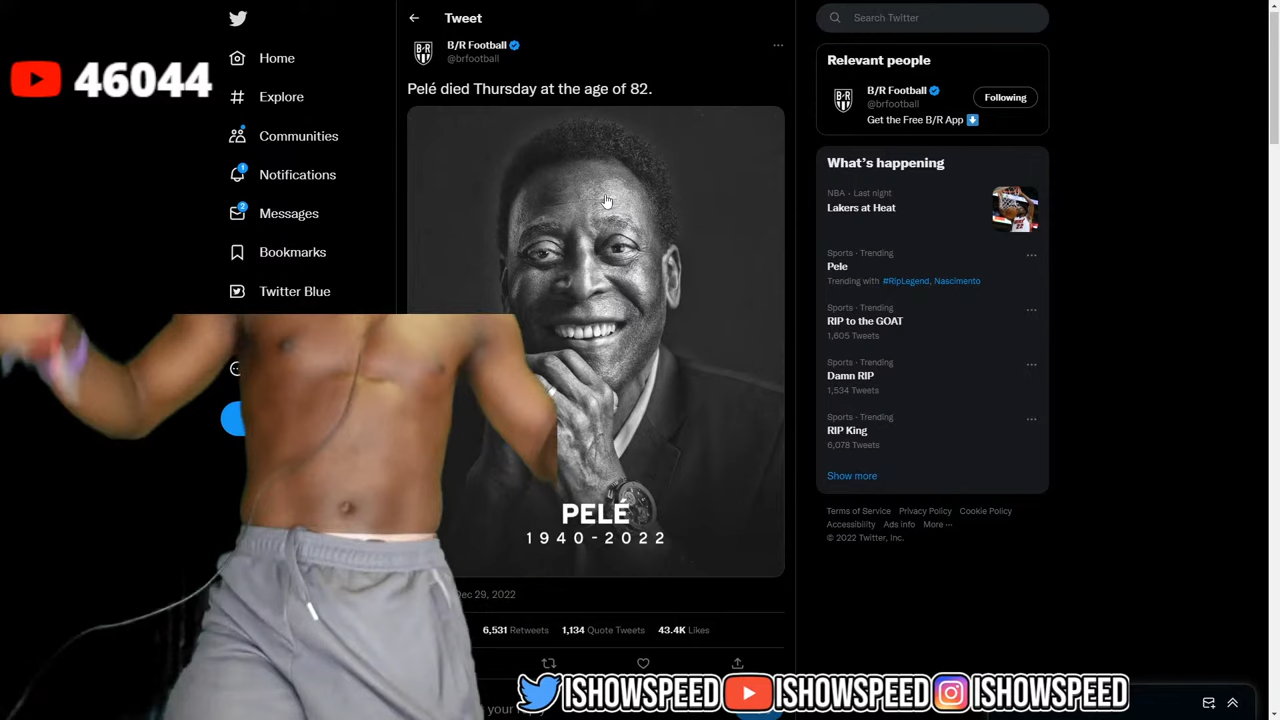 46044
Home
Explore
Communities
1
Notifications
2
Messages
Bookmarks
Twitter Blue
Tweet
B/R Football
@brfootball
Pelé died Thursday at the age of 82.
PELÉ
1940-2022
Dec 29, 2022
6,531 Retweets 1,134 Quote Tweets 43.4K Likes
your reply
Search Twitter
Relevant people
B/R
B/R Football
@brfootball
Following
Get the Free B/R App
What's happening
NBA · Last night
Lakers at Heat
Sports · Trending
Pele
Trending with #RipLegend, Nascimento
Sports · Trending
RIP to the GOAT
1,605 Tweets
Sports · Trending
Damn RIP
1,534 Tweets
Sports · Trending
RIP King
6,078 Tweets
Show more
Terms of Service Privacy Policy Cookie Policy
Accessibility Ads info More ···
© 2022 Twitter, Inc.
ISHOWSPEED ISHOWSPEED ISHOWSPEED